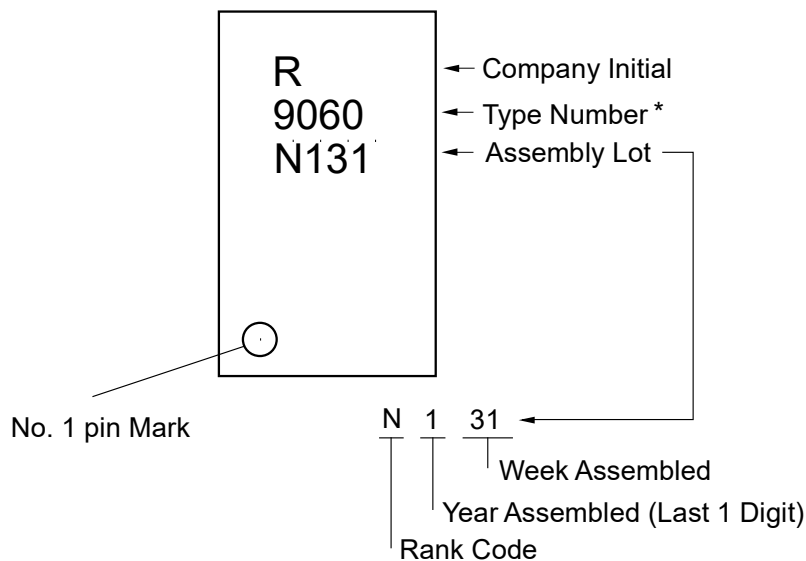 R
9060
N131
Company Initial
Type Number *
Assembly Lot
No. 1 pin Mark
N 1 31
Week Assembled
Year Assembled (Last 1 Digit)
Rank Code